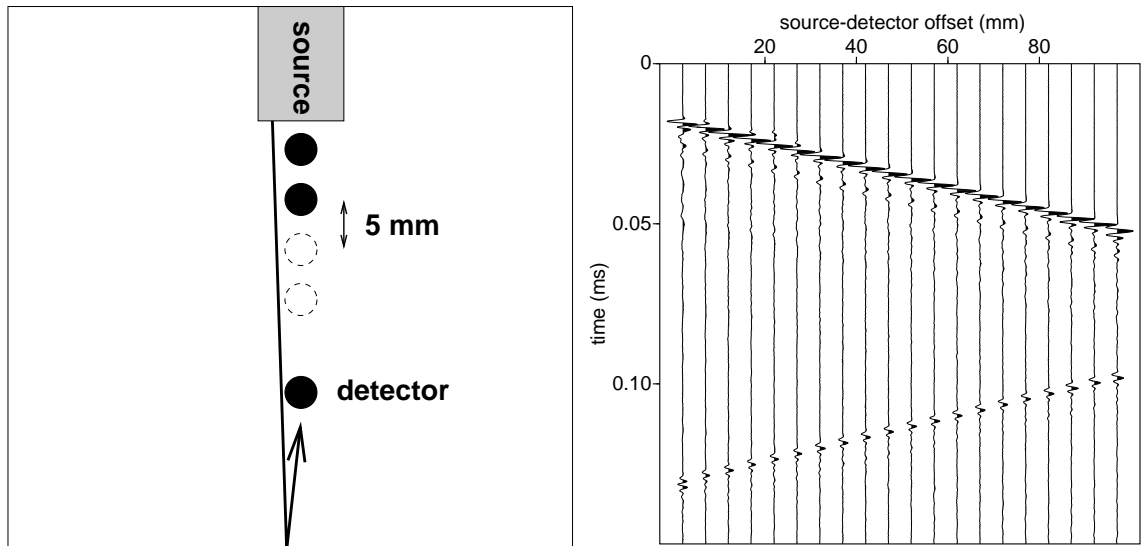 source
5 mm
detector
source-detector offset (mm)
20 40 60 80
0
0.05
0.10
time (ms)